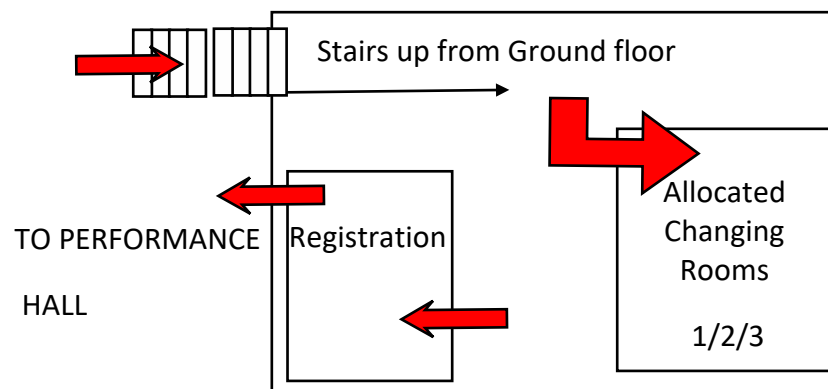 Stairs up from Ground floor
TO PERFORMANCE
HALL
Registration
Allocated
Changing
Rooms
1/2/3